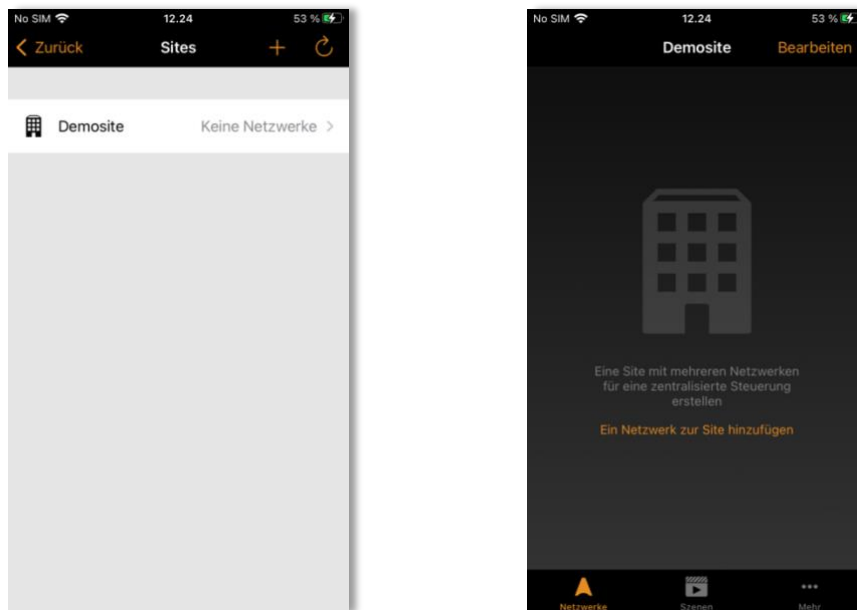 No SIM 12.24 53 %
Zurück Sites
Demosite Keine Netzwerke
No SIM 12.24 53 %
Demosite Bearbeiten
Eine Site mit mehreren Netzwerken
für eine zentralisierte Steuerung
erstellen
Ein Netzwerk zur Site hinzufügen
Netzwerke Szenen Mehr